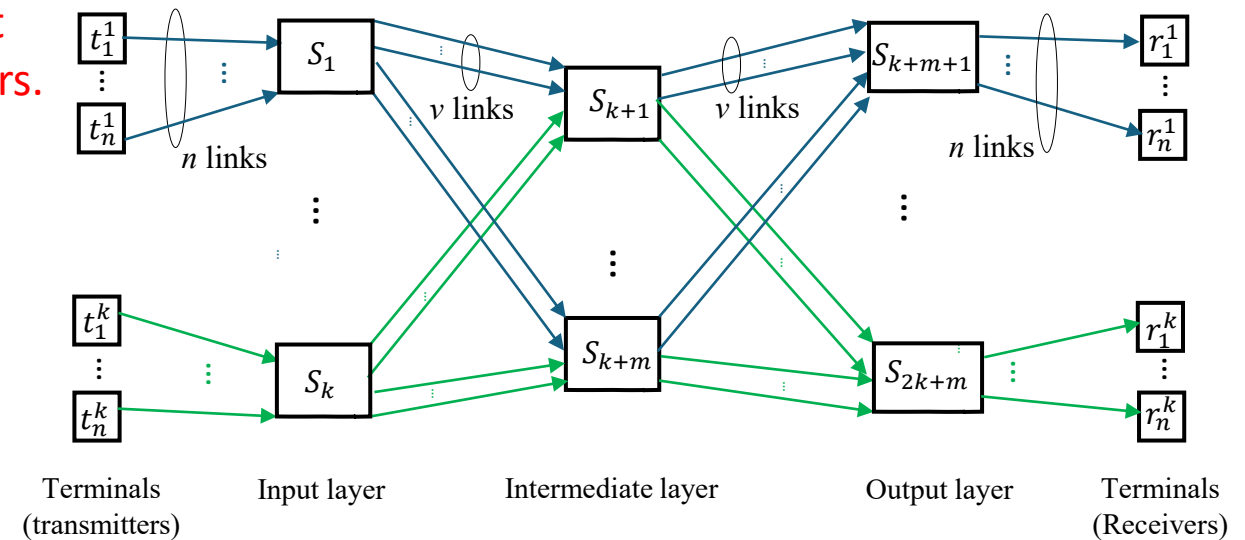 rs.
t_1^1
⋮
t_n^1
n links
S_1
v links
S_{k+1}
v links
S_{k+m+1}
n links
r_1^1
⋮
r_n^1
⋮
⋮
⋮
t_1^k
⋮
t_n^k
S_k
S_{k+m}
S_{2k+m}
r_1^k
⋮
r_n^k
Terminals
(transmitters)
Input layer
Intermediate layer
Output layer
Terminals
(Receivers)